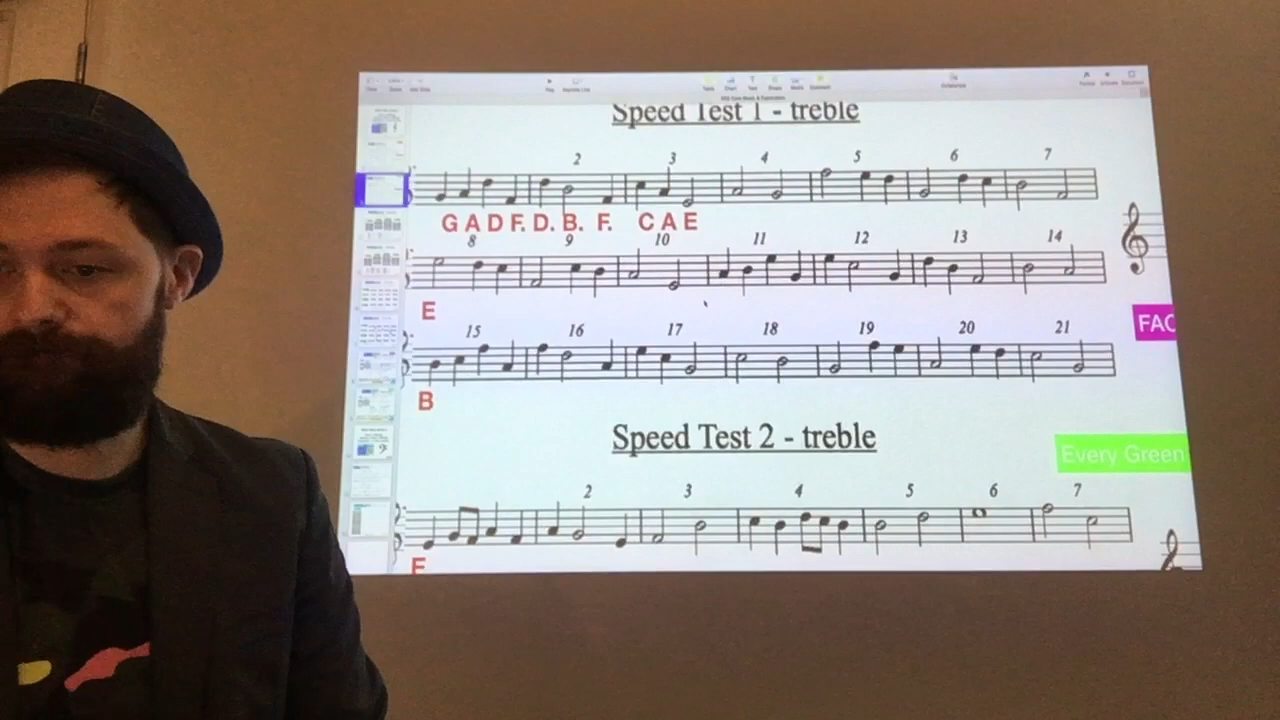 Speed Test 1 - treble
2 3 4 5 6 7
G A D F. D. B. F. C A E
8 9 10 11 12 13 14
E
FAC
15 16 17 18 19 20 21
B
Speed Test 2 - treble
Every Green
2 3 4 5 6 7